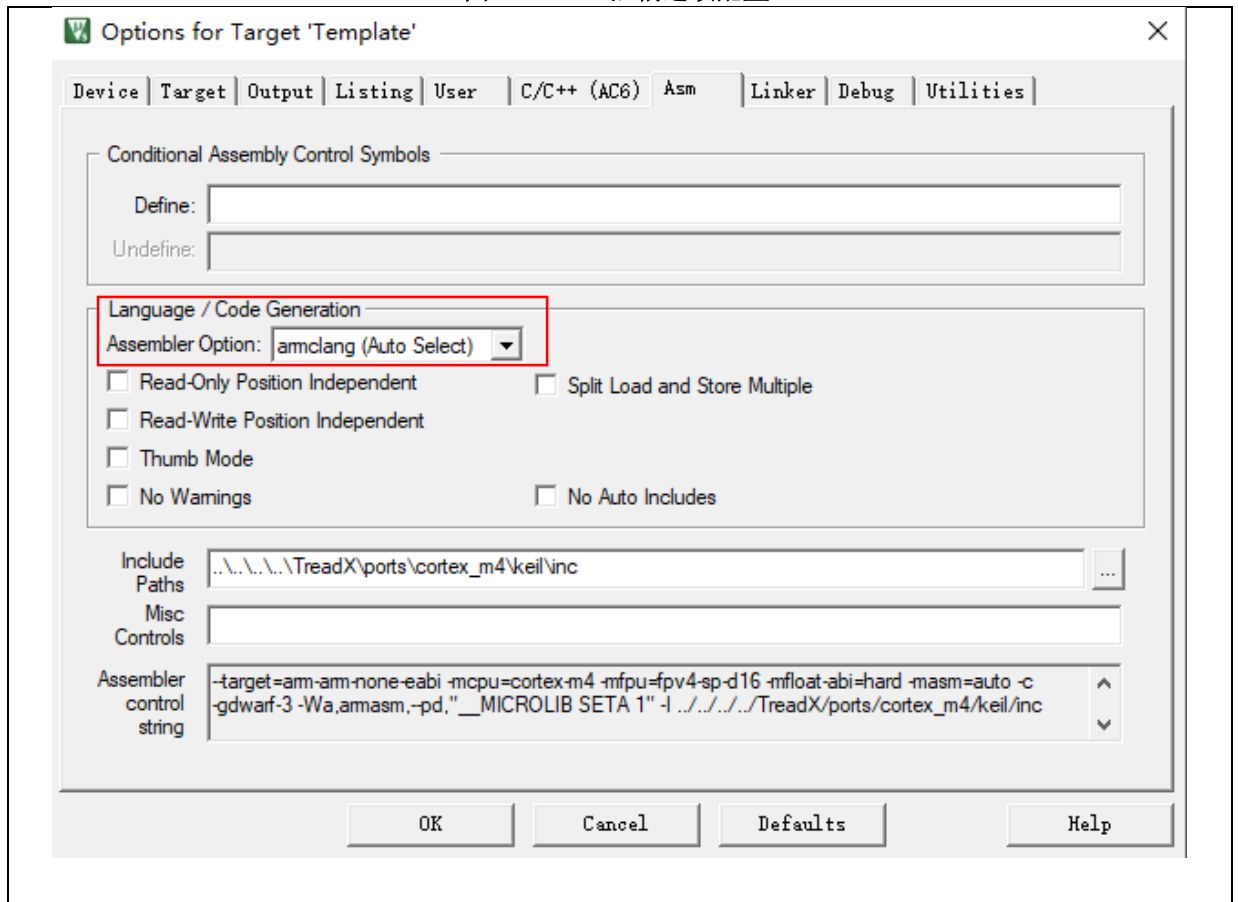 Options for Target 'Template'
Device Target Output Listing User C/C++ (AC6) Asm Linker Debug Utilities
Conditional Assembly Control Symbols
Define:
Undefine:
Language / Code Generation
Assembler Option: armclang (Auto Select)
Read-Only Position Independent Split Load and Store Multiple
Read-Write Position Independent
Thumb Mode
No Warnings No Auto Includes
Include Paths ..\..\..\..\TreadX\ports\cortex_m4\keil\inc ...
Misc Controls
Assembler control string --target=arm-arm-none-eabi -mcpu=cortex-m4 -mfpu=fpv4-sp-d16 -mfloat-abi=hard -masm=auto -c
-gdwarf-3 -Wa,armasm,--pd,"__MICROLIB SETA 1" -I ../../../../TreadX/ports/cortex_m4/keil/inc
OK Cancel Defaults Help